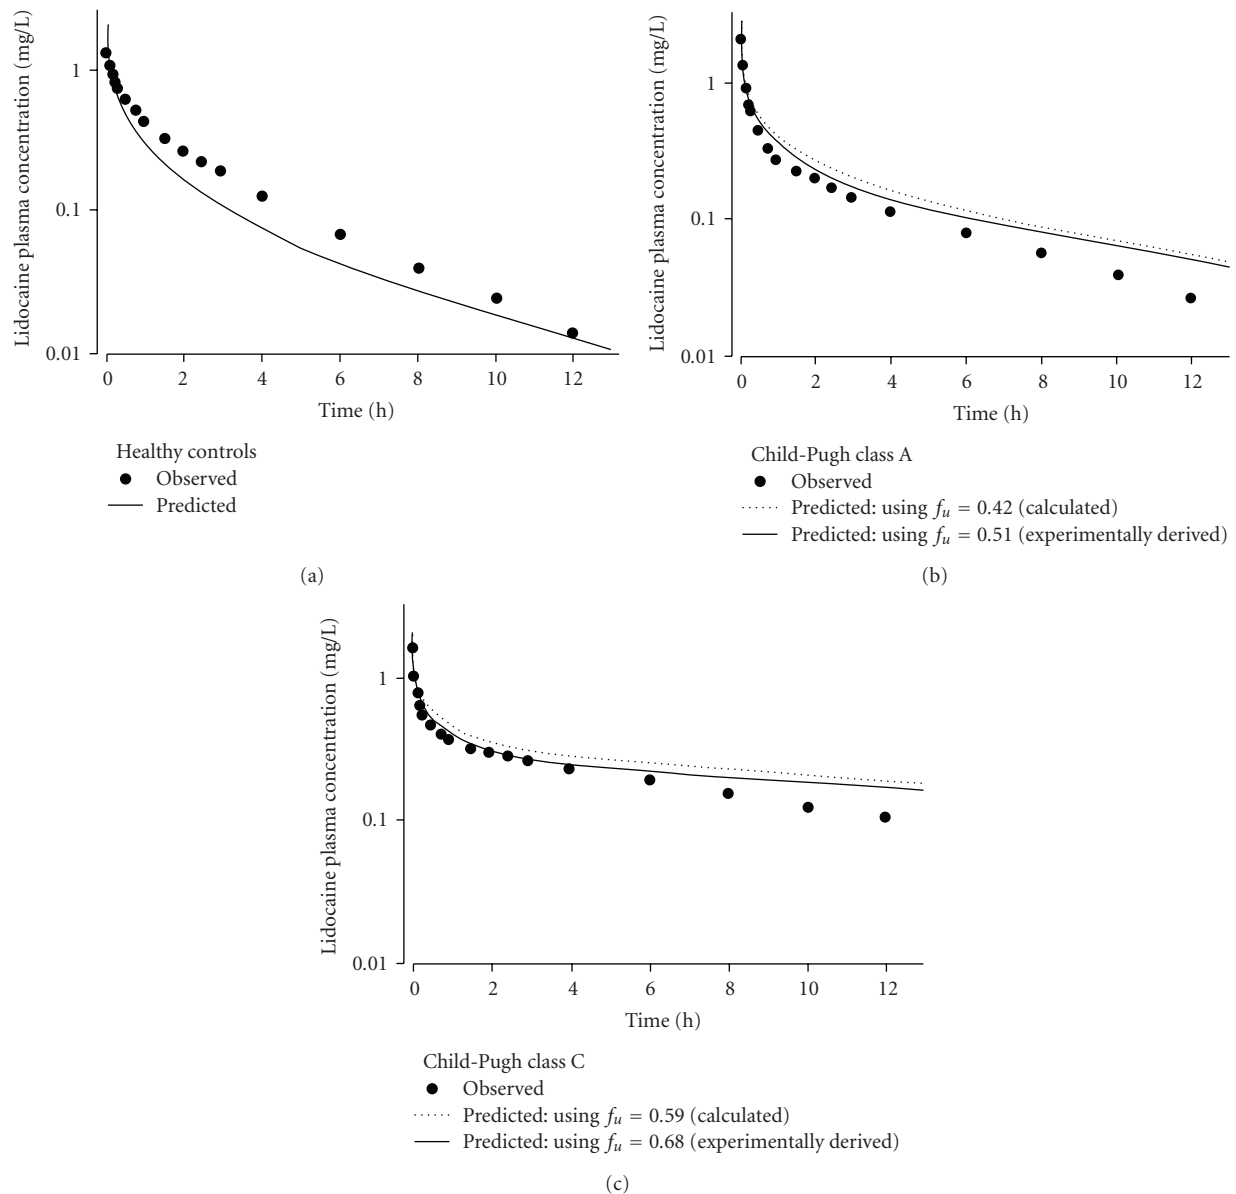 Lidocaine plasma concentration (mg/L)
1
0.1
0.01
0 2 4 6 8 10 12
Time (h)
Healthy controls
Observed
Predicted
(a)
Lidocaine plasma concentration (mg/L)
1
0.1
0.01
0 2 4 6 8 10 12
Time (h)
Child-Pugh class A
Observed
Predicted: using fu = 0.42 (calculated)
Predicted: using fu = 0.51 (experimentally derived)
(b)
Lidocaine plasma concentration (mg/L)
1
0.1
0.01
0 2 4 6 8 10 12
Time (h)
Child-Pugh class C
Observed
Predicted: using fu = 0.59 (calculated)
Predicted: using fu = 0.68 (experimentally derived)
(c)